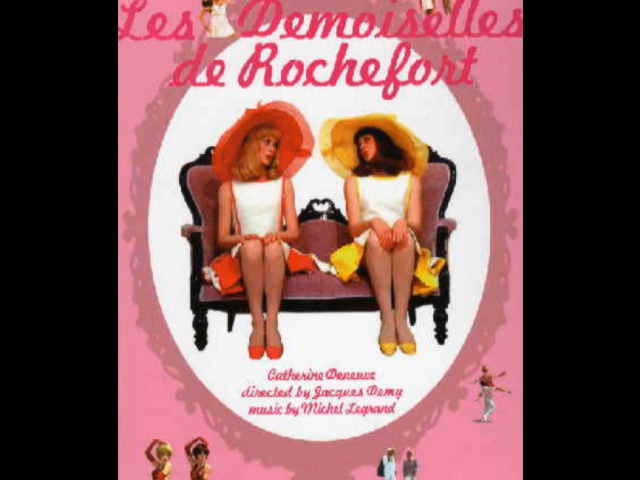 Les Demoiselles
de Rochefort
Catherine Deneuve
directed by Jacques Demy
music by Michel Legrand